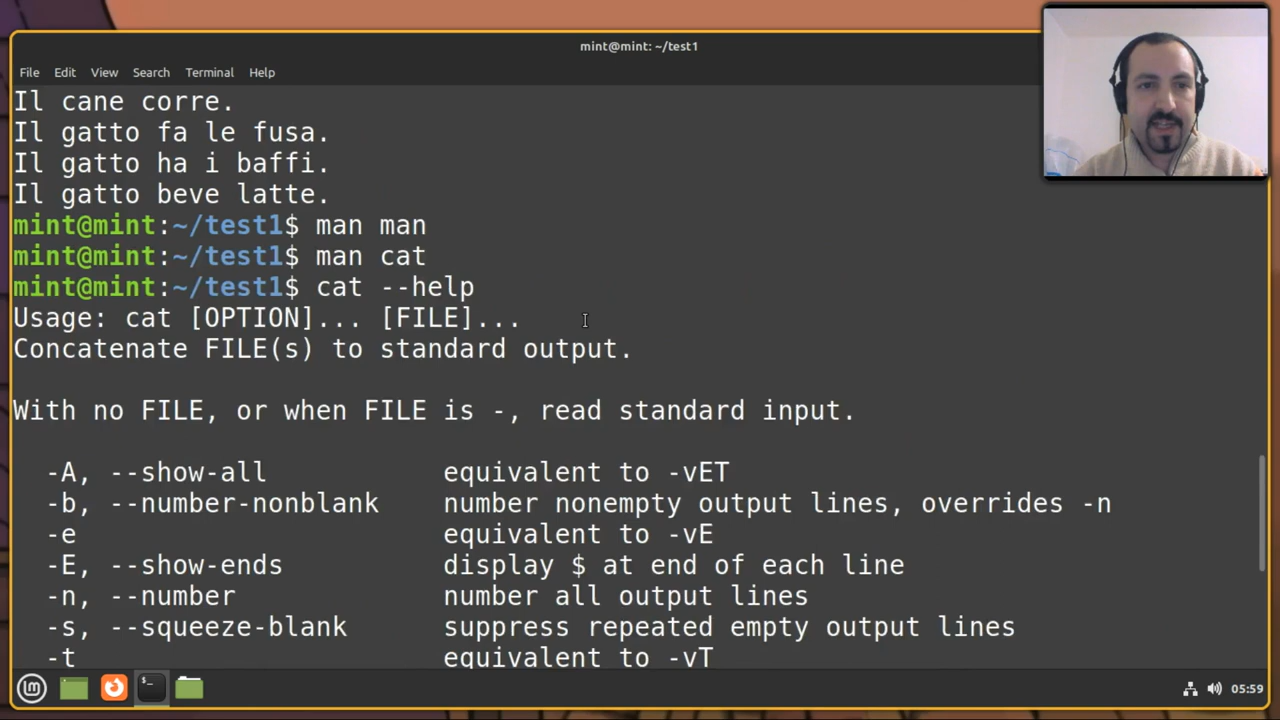 mint@mint: ~/test1
File Edit View Search Terminal Help
Il cane corre.
Il gatto fa le fusa.
Il gatto ha i baffi.
Il gatto beve latte.
mint@mint:~/test1$ man man
mint@mint:~/test1$ man cat
mint@mint:~/test1$ cat --help
Usage: cat [OPTION]... [FILE]...
Concatenate FILE(s) to standard output.
With no FILE, or when FILE is -, read standard input.
-A, --show-all equivalent to -vET
-b, --number-nonblank number nonempty output lines, overrides -n
-e equivalent to -vE
-E, --show-ends display $ at end of each line
-n, --number number all output lines
-s, --squeeze-blank suppress repeated empty output lines
-t equivalent to -vT
05:59